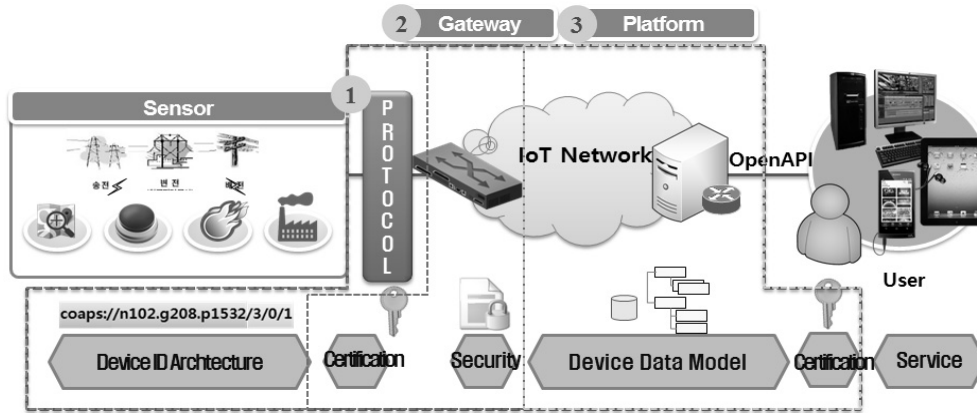 2 Gateway
3 Platform
Sensor
1
PROTOCOL
송전
변전
배전
IoT Network
OpenAPI
User
coaps://n102.g208.p1532/3/0/1
Device ID Archtecture
Certification
Security
Device Data Model
Certification
Service